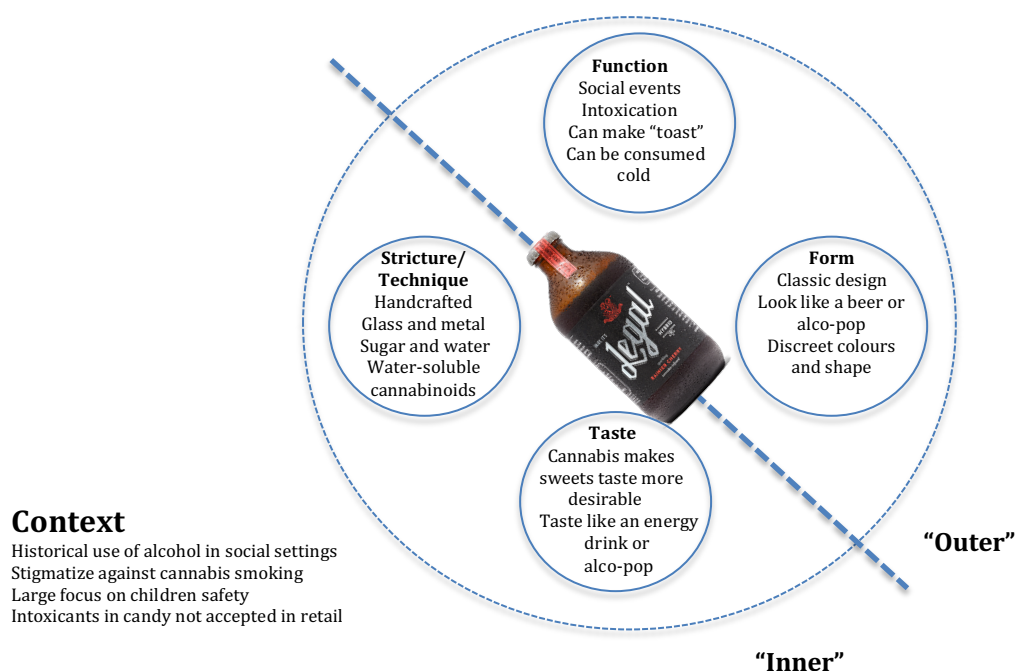 Function
Social events
Intoxication
Can make “toast”
Can be consumed
cold
Stricture/
Technique
Handcrafted
Glass and metal
Sugar and water
Water-soluble
cannabinoids
Legal
HYBRID
RAINIER CHERRY
Form
Classic design
Look like a beer or
alco-pop
Discreet colours
and shape
Taste
Cannabis makes
sweets taste more
desirable
Taste like an energy
drink or
alco-pop
Context
Historical use of alcohol in social settings
Stigmatize against cannabis smoking
Large focus on children safety
Intoxicants in candy not accepted in retail
“Outer”
“Inner”